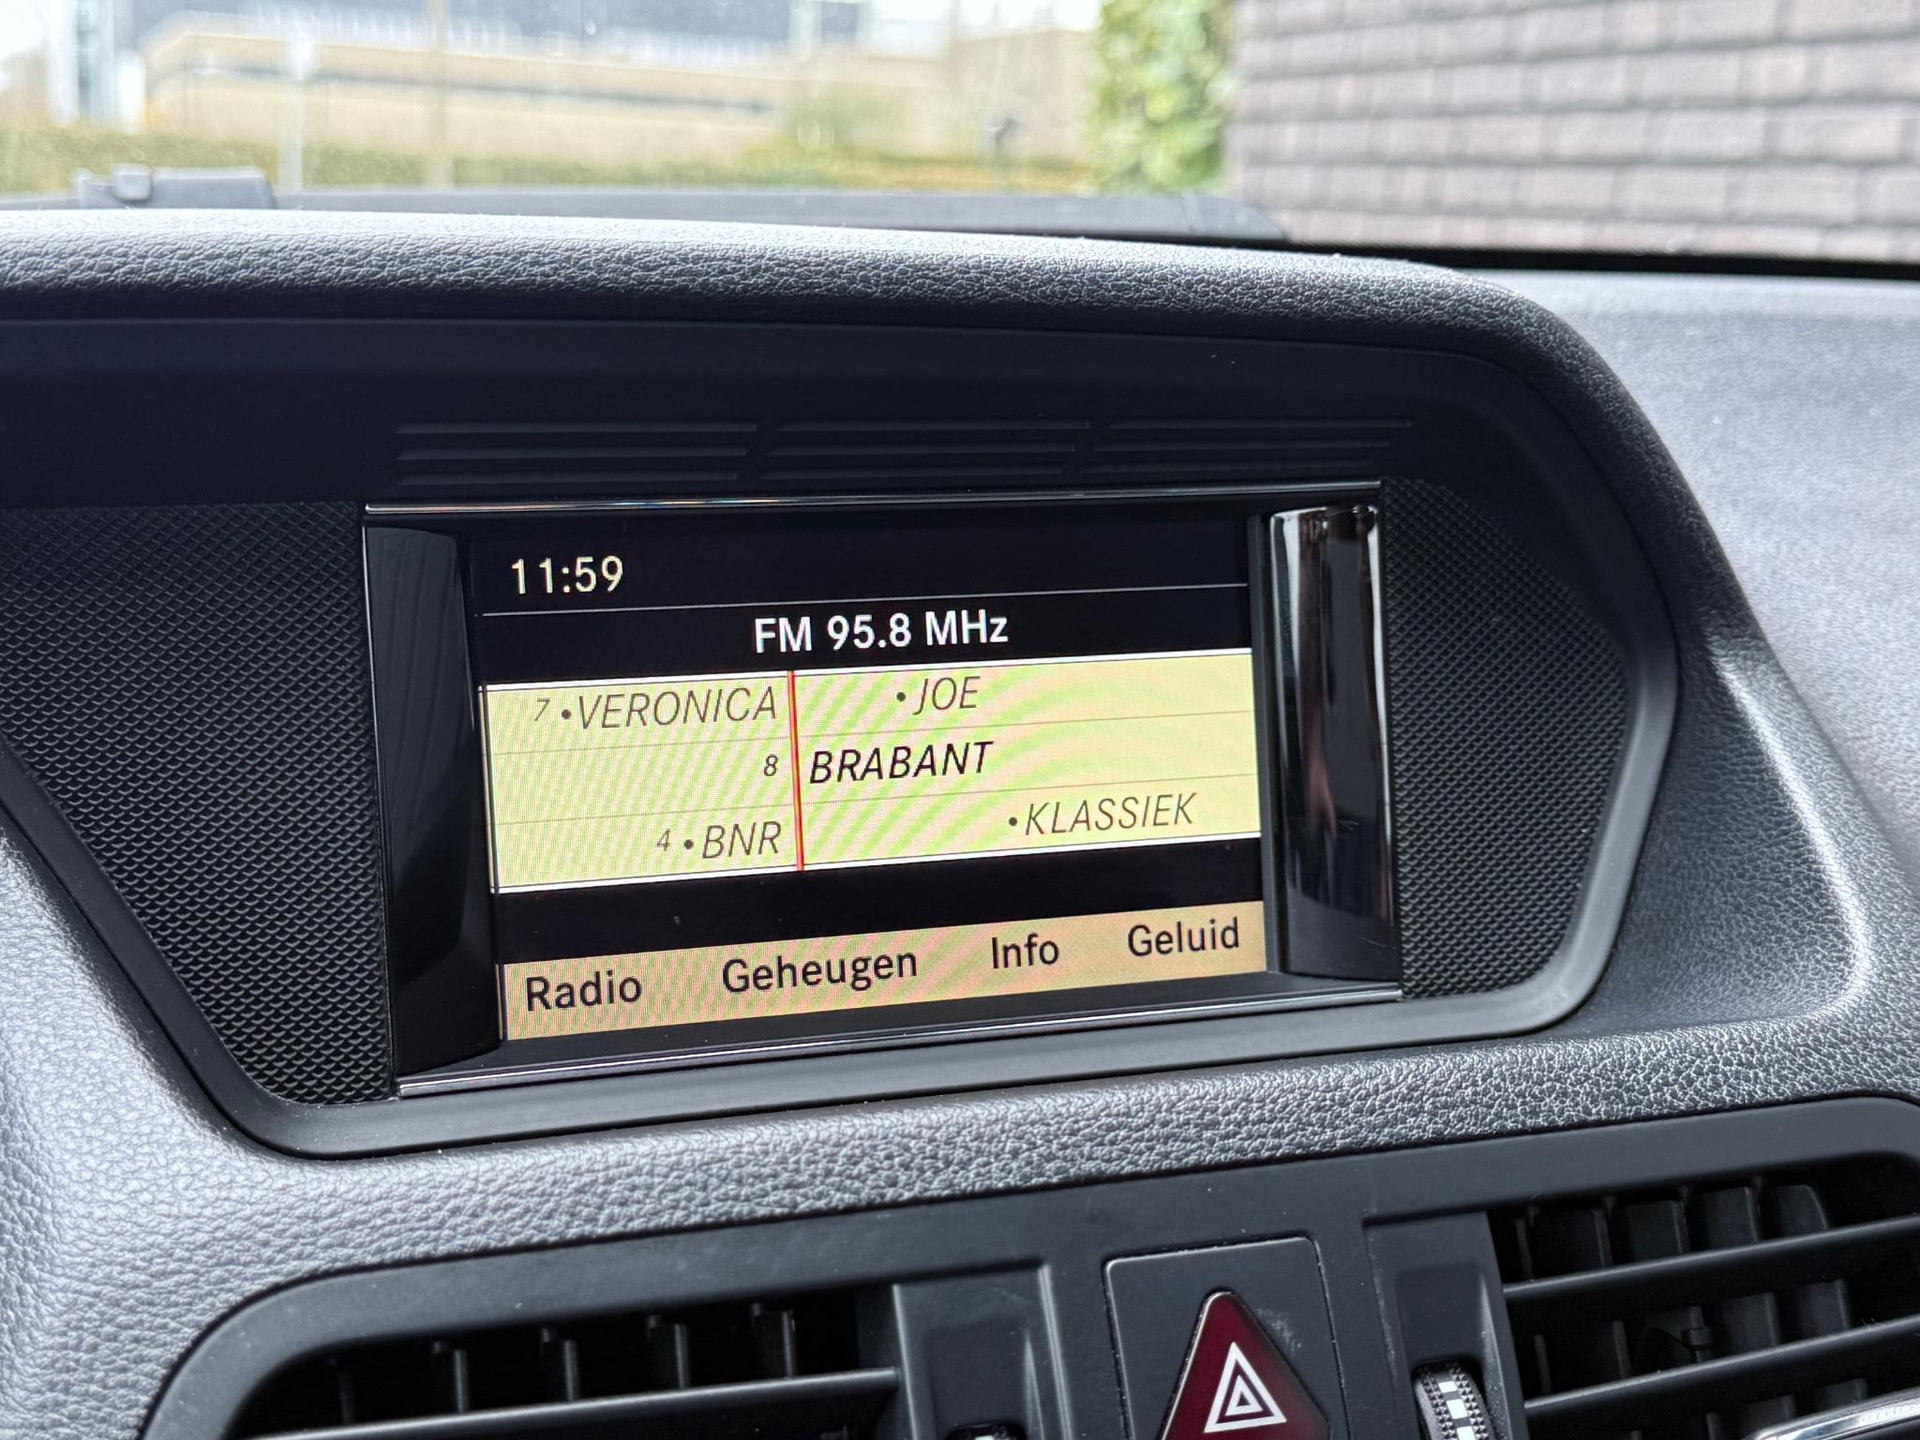 11:59
FM 95.8 MHz
7 •VERONICA •JOE
8 BRABANT
4 •BNR •KLASSIEK
Radio Geheugen Info Geluid